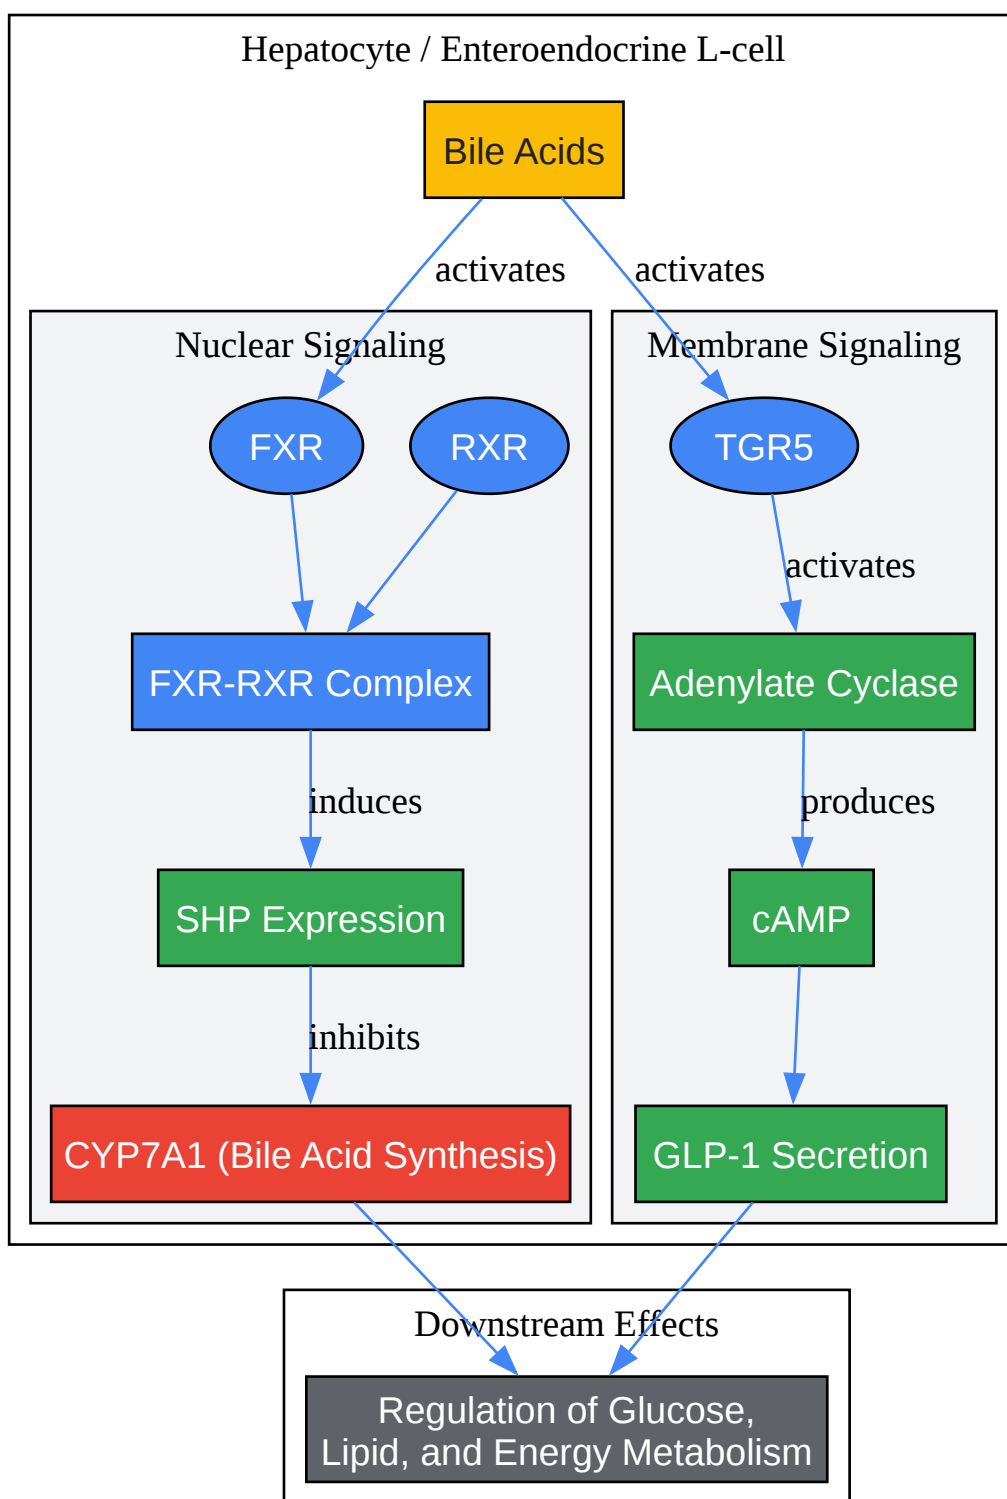 Hepatocyte / Enteroendocrine L-cell
Bile Acids
activates
activates
Nuclear Signaling
Membrane Signaling
FXR
RXR
TGR5
activates
FXR-RXR Complex
Adenylate Cyclase
induces
produces
SHP Expression
cAMP
inhibits
CYP7A1 (Bile Acid Synthesis)
GLP-1 Secretion
Downstream Effects
Regulation of Glucose,
Lipid, and Energy Metabolism